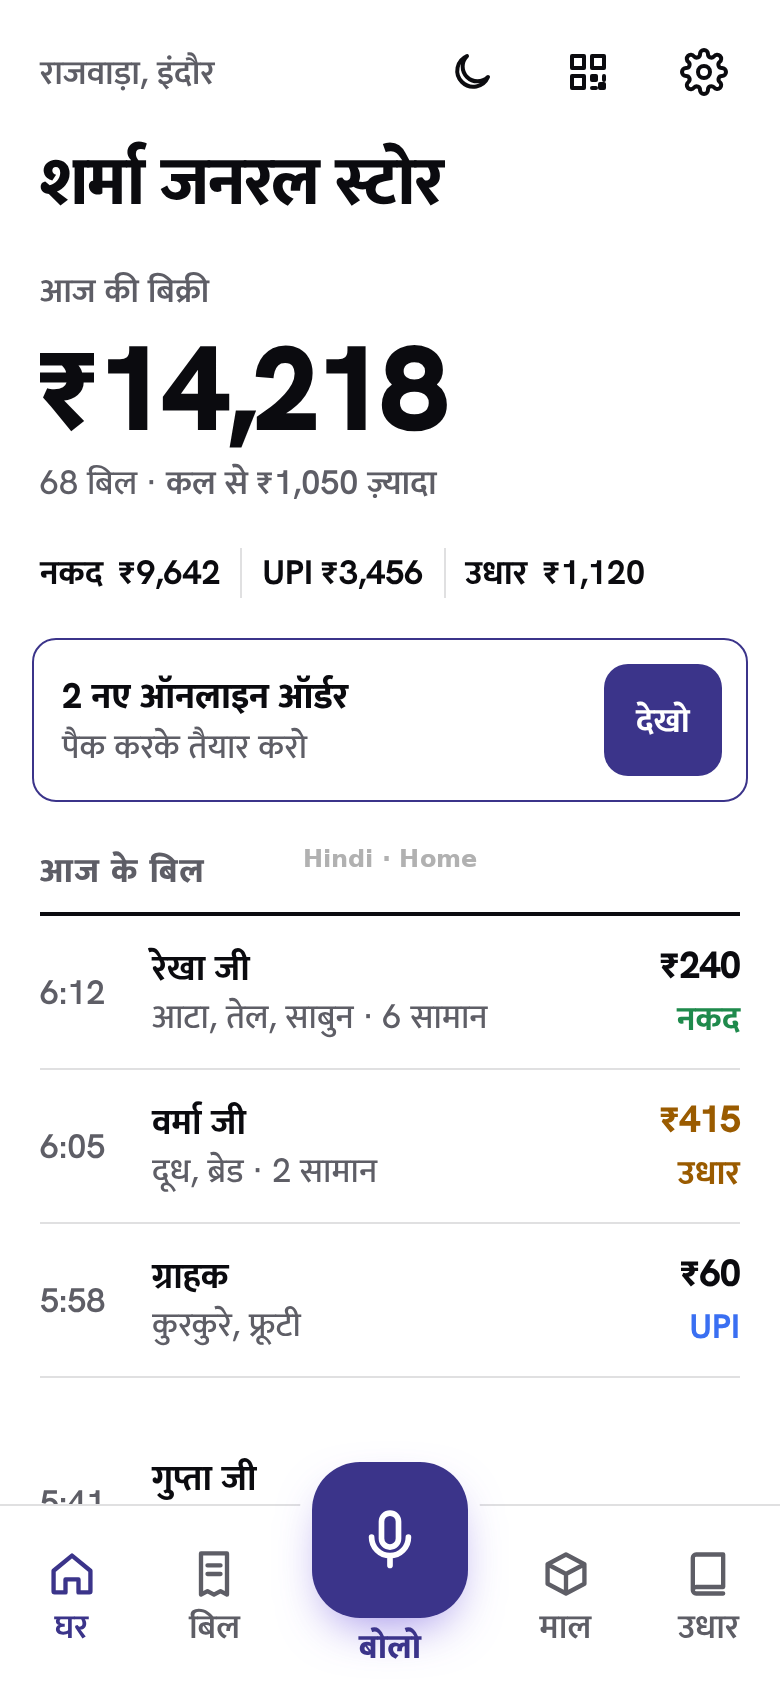 राजवाड़ा, इंदौर
शर्मा जनरल स्टोर
आज की बिक्री
₹14,218
68 बिल · कल से ₹1,050 ज़्यादा
नकद ₹9,642 UPI ₹3,456 उधार ₹1,120
2 नए ऑनलाइन ऑर्डर
पैक करके तैयार करो
देखो
Hindi · Home
आज के बिल
6:12 रेखा जी ₹240
आटा, तेल, साबुन · 6 सामान नकद
6:05 वर्मा जी ₹415
दूध, ब्रेड · 2 सामान उधार
5:58 ग्राहक ₹60
कुरकुरे, फ्रूटी UPI
5:41 गुप्ता जी
घर बिल बोलो माल उधार